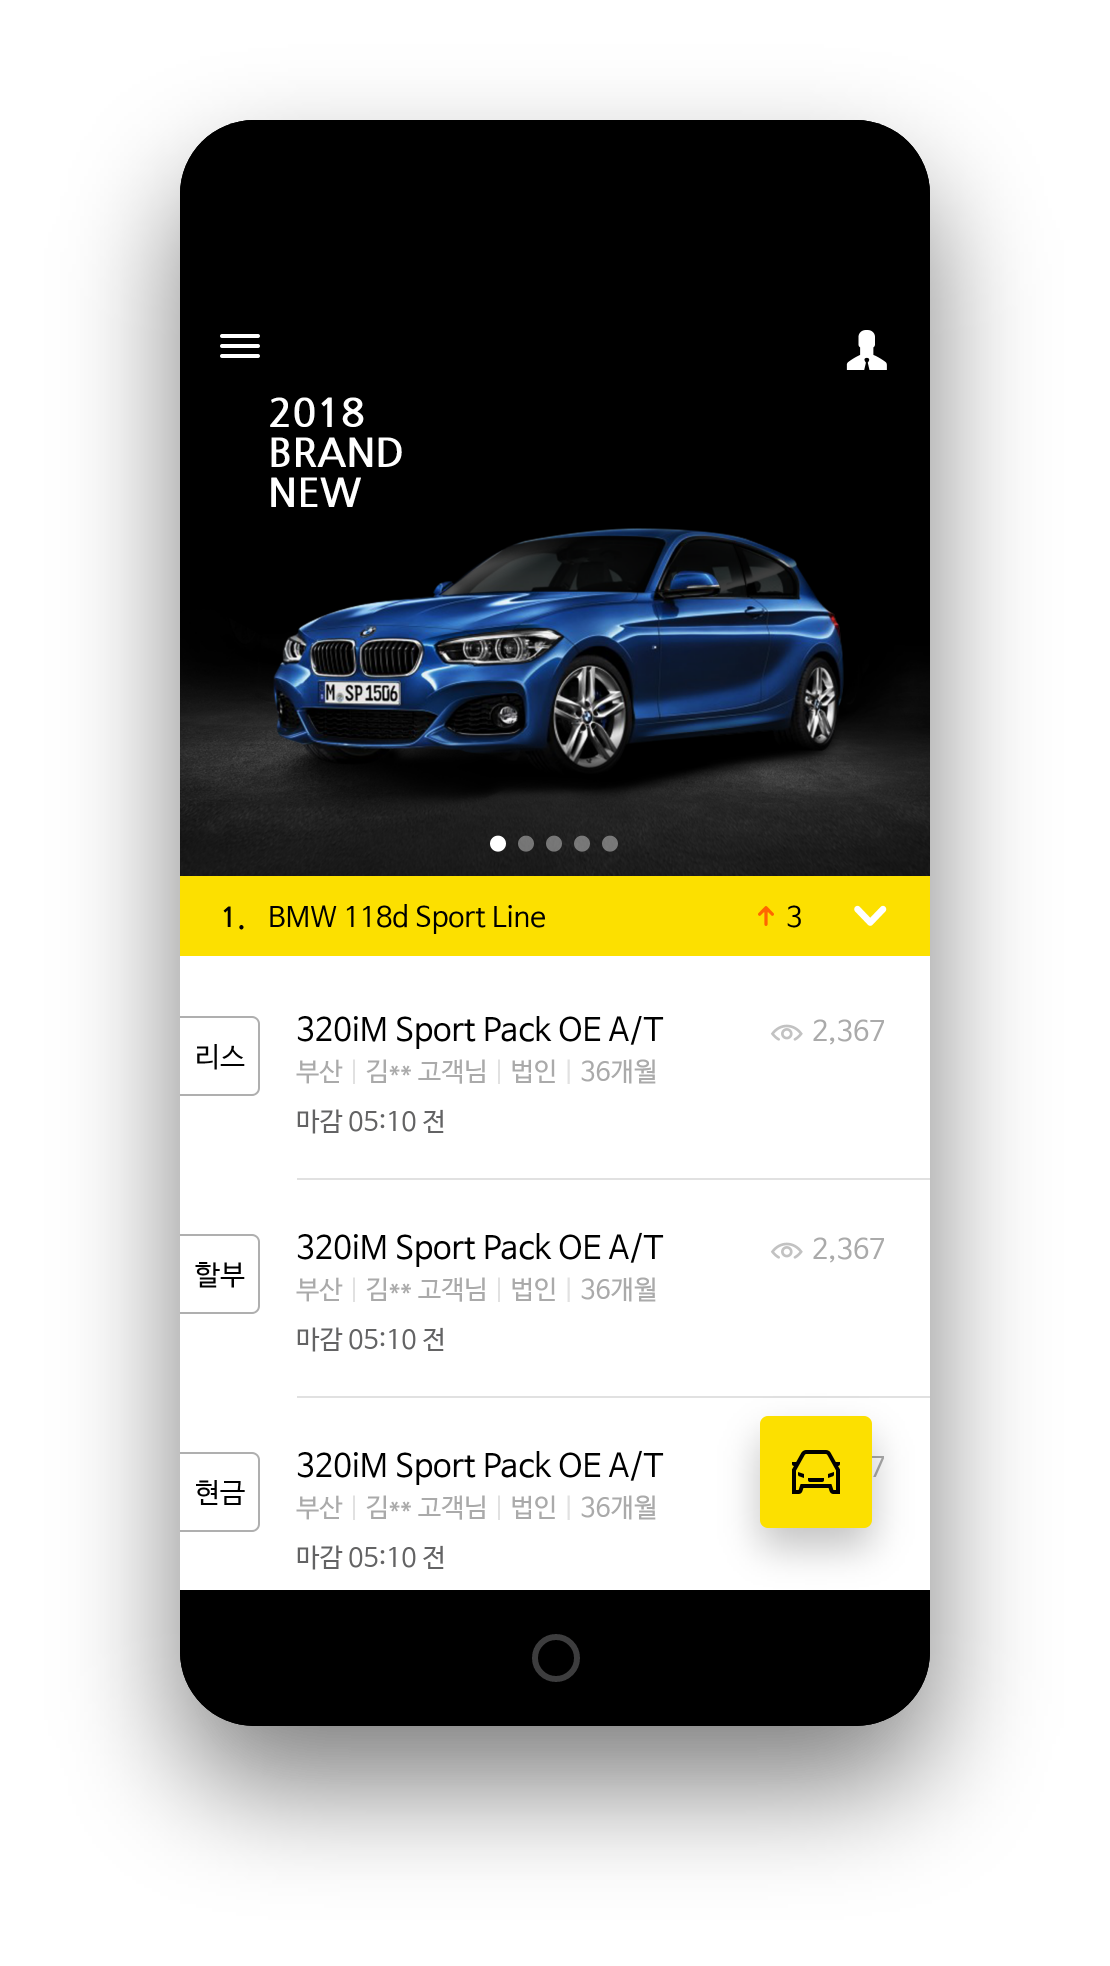 2018
BRAND
NEW
M SP 1506
1. BMW 118d Sport Line 3
리스
320iM Sport Pack OE A/T 2,367
부산 | 김** 고객님 | 법인 | 36개월
마감 05:10 전
할부
320iM Sport Pack OE A/T 2,367
부산 | 김** 고객님 | 법인 | 36개월
마감 05:10 전
현금
320iM Sport Pack OE A/T 7
부산 | 김** 고객님 | 법인 | 36개월
마감 05:10 전